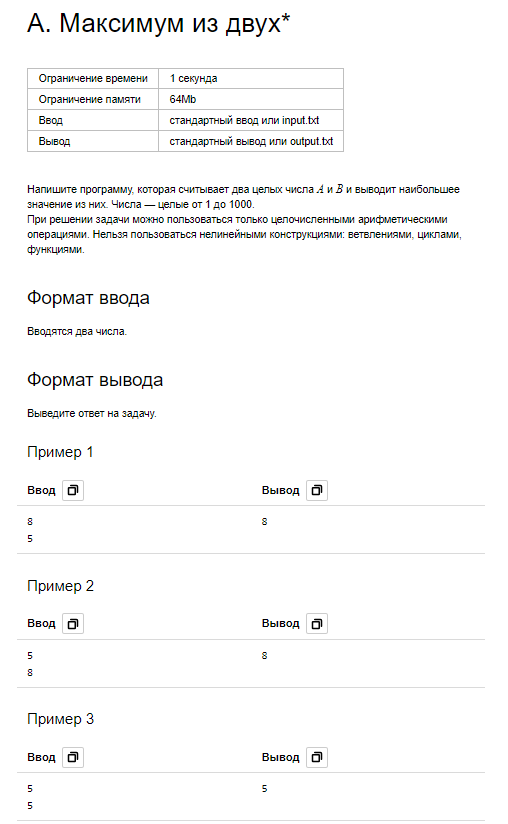 А. Максимум из двух*
Ограничение времени 1 секунда
Ограничение памяти 64Mb
Ввод стандартный ввод или input.txt
Вывод стандартный вывод или output.txt
Напишите программу, которая считывает два целых числа A и B и выводит наибольшее
значение из них. Числа — целые от 1 до 1000.
При решении задачи можно пользоваться только целочисленными арифметическими
операциями. Нельзя пользоваться нелинейными конструкциями: ветвлениями, циклами,
функциями.
Формат ввода
Вводятся два числа.
Формат вывода
Выведите ответ на задачу.
Пример 1
Ввод Вывод
8 8
5
Пример 2
Ввод Вывод
5 8
8
Пример 3
Ввод Вывод
5 5
5